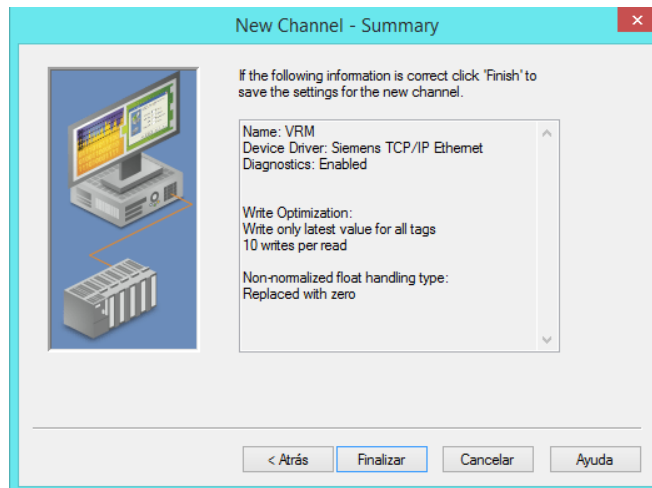 New Channel - Summary
If the following information is correct click 'Finish' to
save the settings for the new channel.
Name: VRM
Device Driver: Siemens TCP/IP Ethernet
Diagnostics: Enabled
Write Optimization:
Write only latest value for all tags
10 writes per read
Non-normalized float handling type:
Replaced with zero
< Atrás
Finalizar
Cancelar
Ayuda